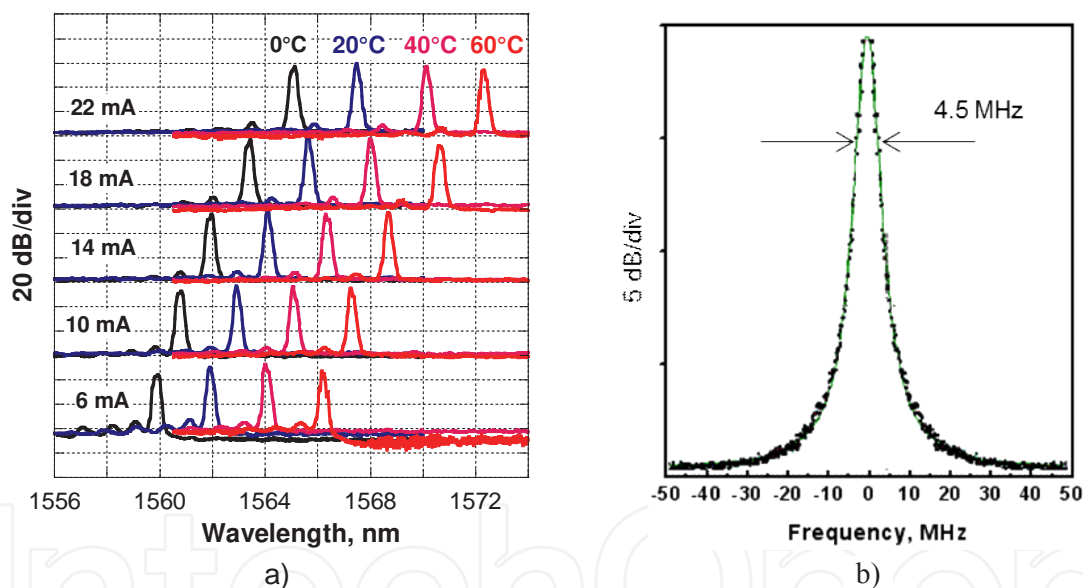 0°C 20°C 40°C 60°C
22 mA
18 mA
14 mA
10 mA
6 mA
20 dB/div
1556 1560 1564 1568 1572
Wavelength, nm
a)
4.5 MHz
5 dB/div
-50 -40 -30 -20 -10 0 10 20 30 40 50
Frequency, MHz
b)